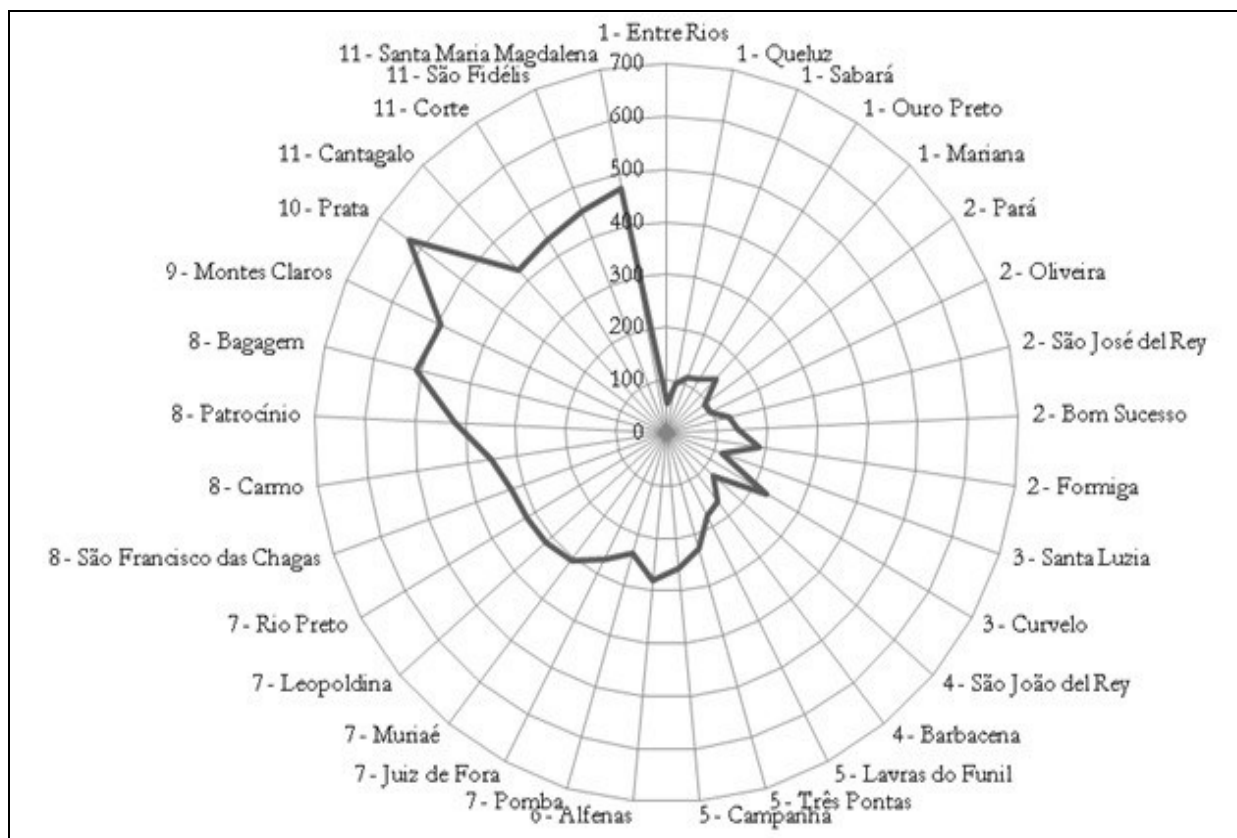 1 - Entre Rios
1 - Queluz
1 - Sabará
1 - Ouro Preto
1 - Mariana
2 - Pará
2 - Oliveira
2 - São José del Rey
2 - Bom Sucesso
2 - Formiga
3 - Santa Luzia
3 - Curvelo
4 - São João del Rey
4 - Barbacena
5 - Lavras do Funil
5 - Três Pontas
5 - Campanha
6 - Alfenas
7 - Pomba
7 - Juiz de Fora
7 - Muriaé
7 - Leopoldina
7 - Rio Preto
8 - São Francisco das Chagas
8 - Carmo
8 - Patrocínio
8 - Bagagem
9 - Montes Claros
10 - Prata
11 - Cantagalo
11 - Corte
11 - São Fidélis
11 - Santa Maria Magdalena
700
600
500
400
300
200
100
0